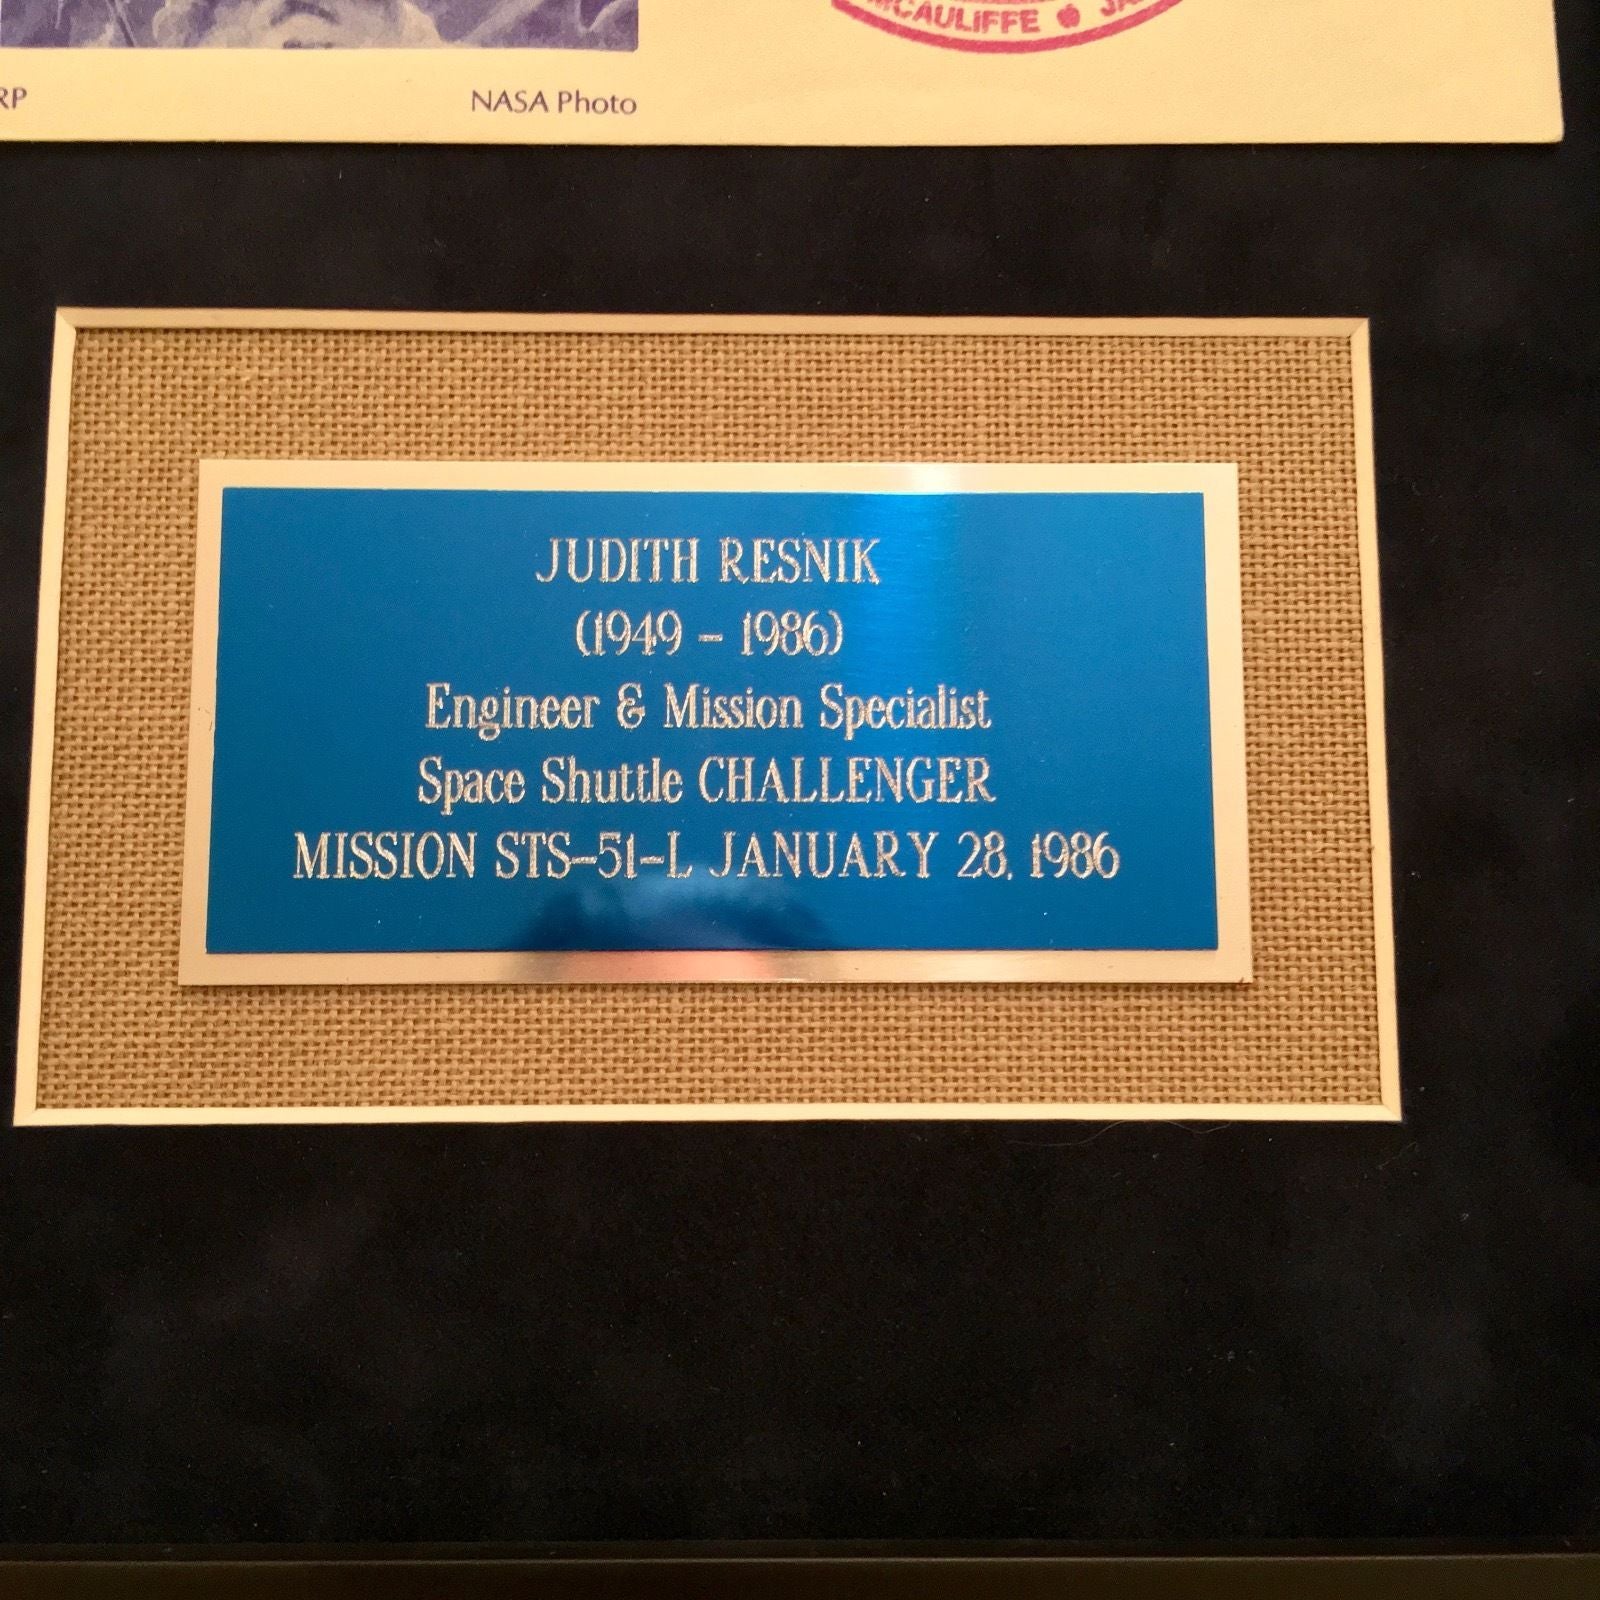 MCAULIFFE
RP
NASA Photo
JUDITH RESNIK
(1949 - 1986)
Engineer & Mission Specialist
Space Shuttle CHALLENGER
MISSION STS-51-L JANUARY 28, 1986